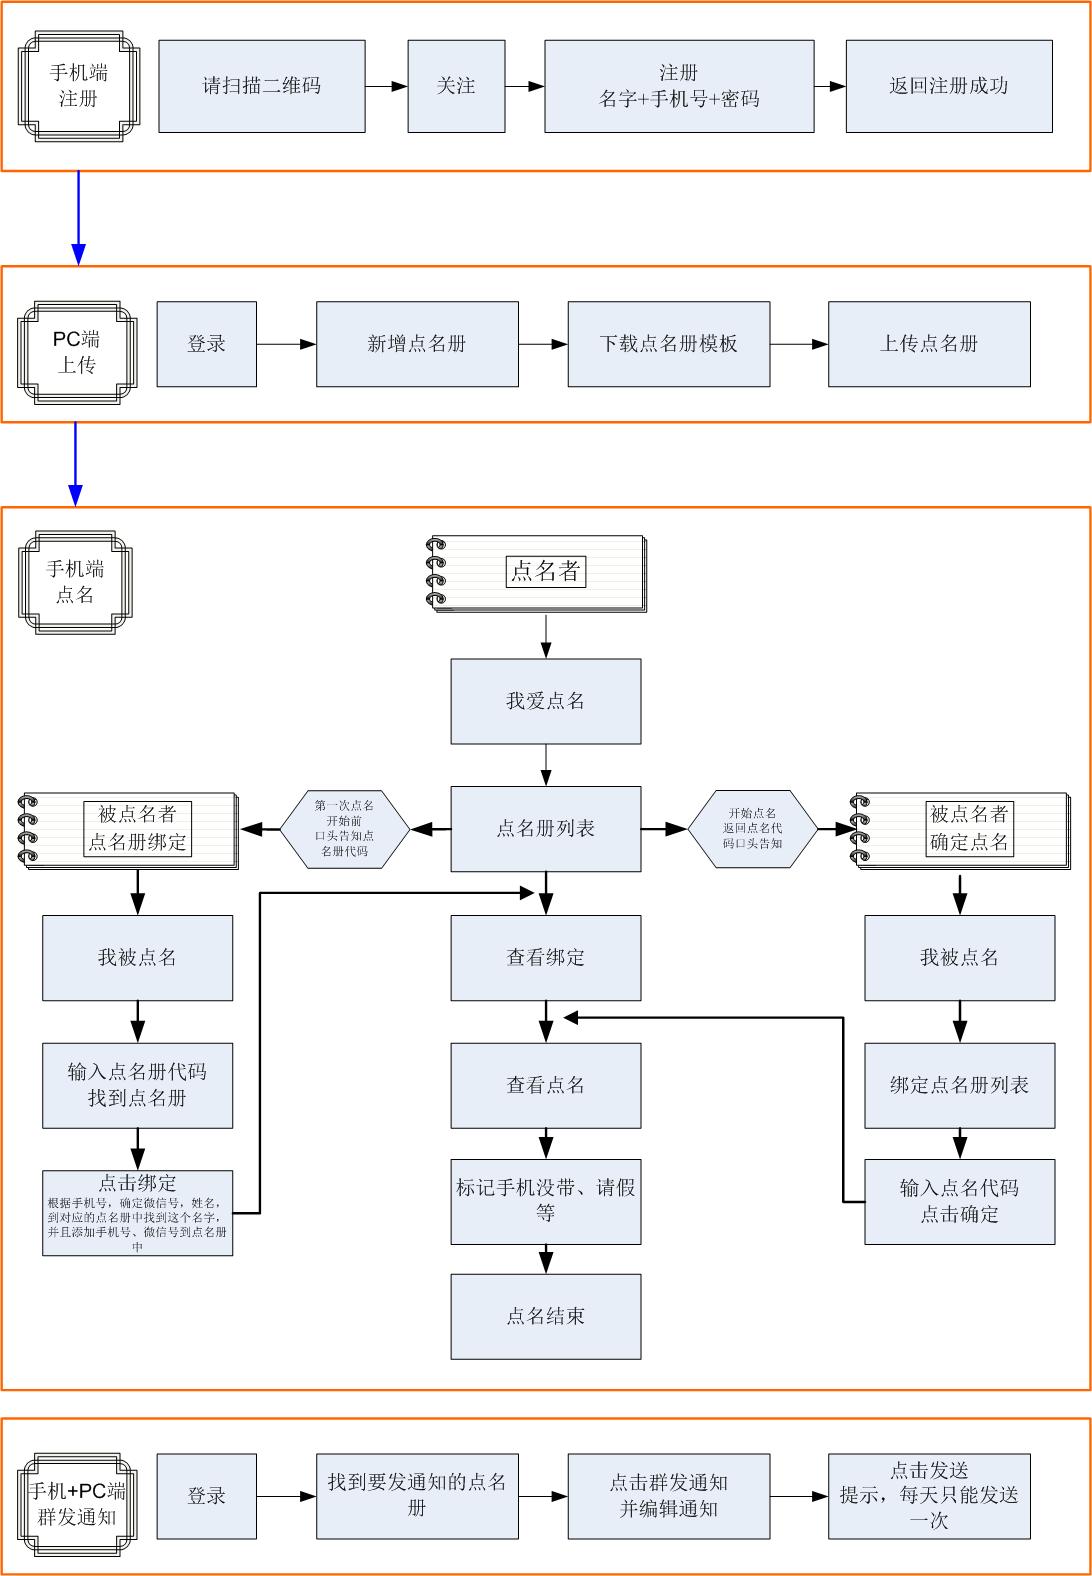 手机端
注册
请扫描二维码
关注
注册
名字+手机号+密码
返回注册成功
PC端
上传
登录
新增点名册
下载点名册模板
上传点名册
手机端
点名
点名者
我爱点名
被点名者
点名册绑定
第一次点名
开始前
口头告知点
名册代码
点名册列表
开始点名
返回点名代
码口头告知
被点名者
确定点名
我被点名
查看绑定
我被点名
输入点名册代码
找到点名册
查看点名
绑定点名册列表
点击绑定
根据手机号，确定微信号，姓名，
到对应的点名册中找到这个名字，
并且添加手机号、微信号到点名册
中
标记手机没带、请假
等
输入点名代码
点击确定
点名结束
手机+PC端
群发通知
登录
找到要发通知的点名
册
点击群发通知
并编辑通知
点击发送
提示，每天只能发送
一次